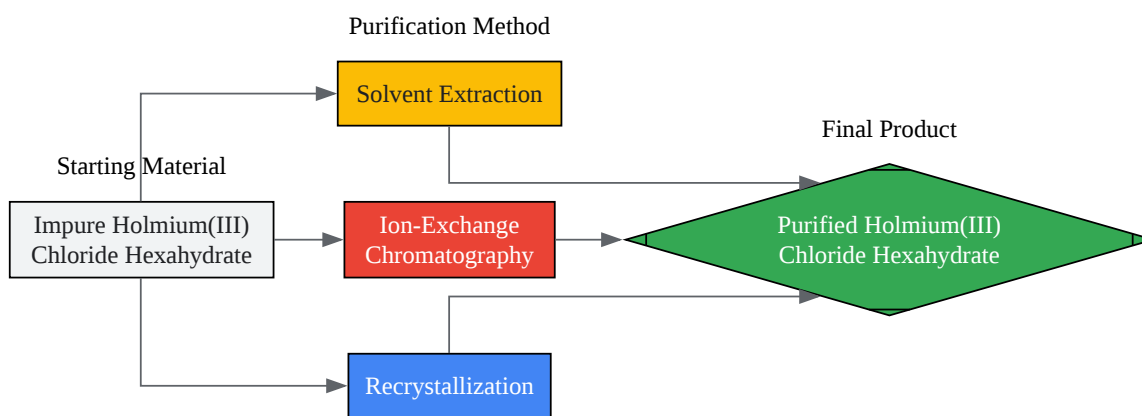 Purification Method
Solvent Extraction
Final Product
Starting Material
Impure Holmium(III)
Chloride Hexahydrate
Ion-Exchange
Chromatography
Purified Holmium(III)
Chloride Hexahydrate
Recrystallization